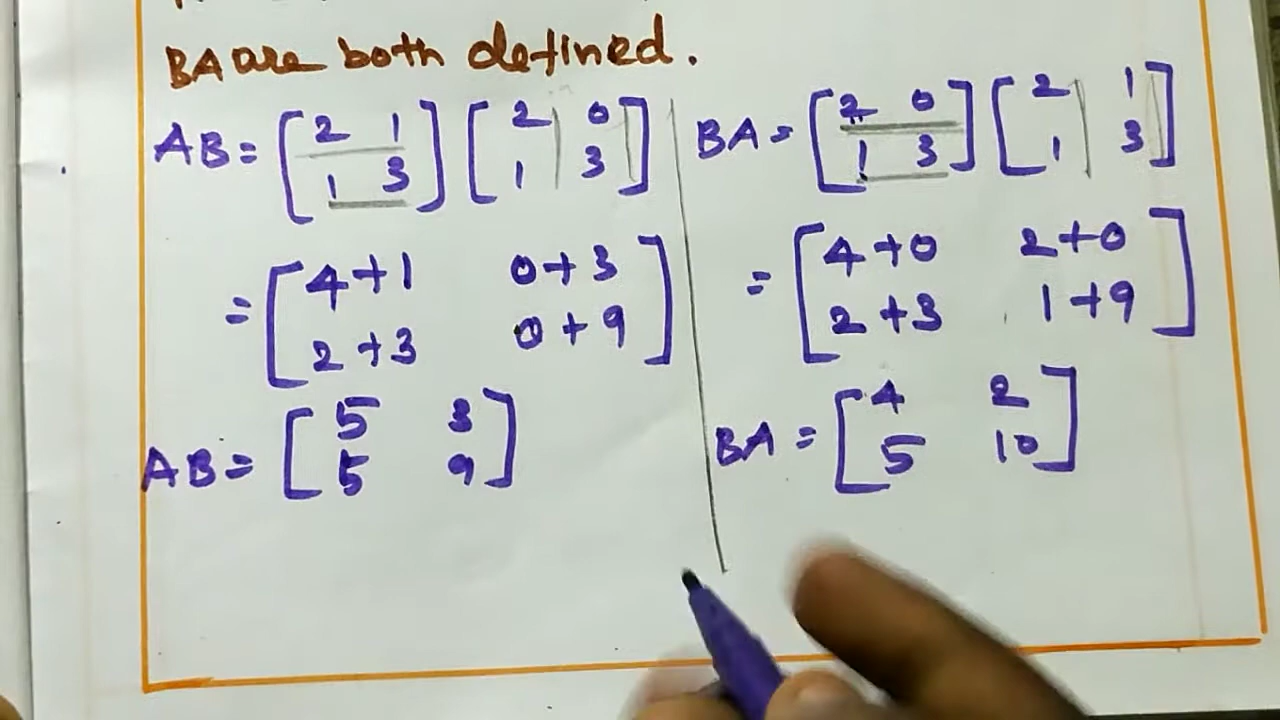 BA are both defined.
AB = [ 2 1
1 3 ] [ 2 0
1 3 ]
= [ 4+1 0+3
2+3 0+9 ]
AB = [ 5 3
5 9 ]
BA = [ 2 0
1 3 ] [ 2 1
1 3 ]
= [ 4+0 2+0
2+3 1+9 ]
BA = [ 4 2
5 10 ]